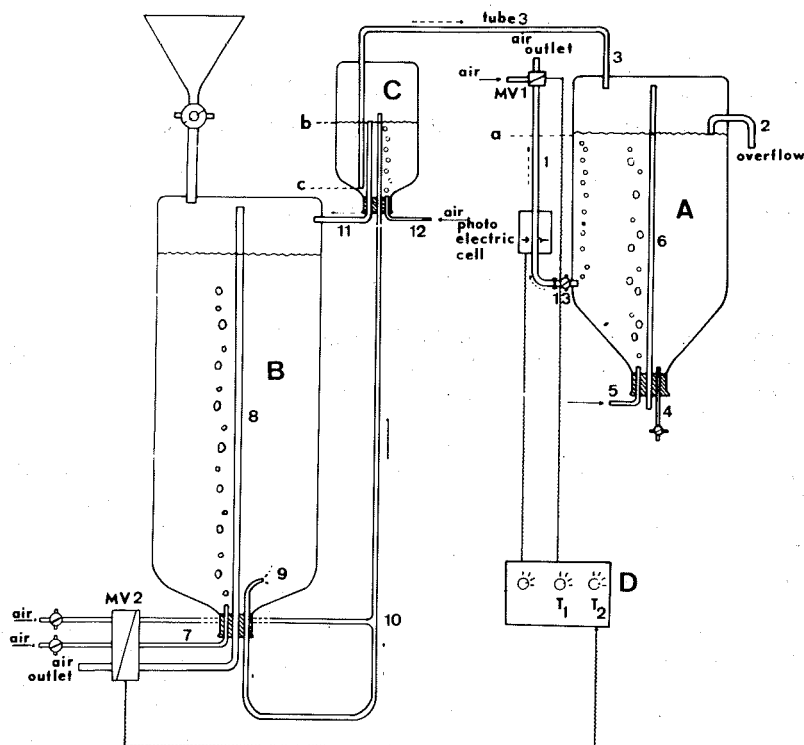 tube 3
air
outlet
air
MV1
3
C
b
a
2
overflow
1
c
A
air
photo
electric
cell
11
12
6
13
B
8
5
4
9
MV2
D
T1
T2
air
10
air
7
air
outlet